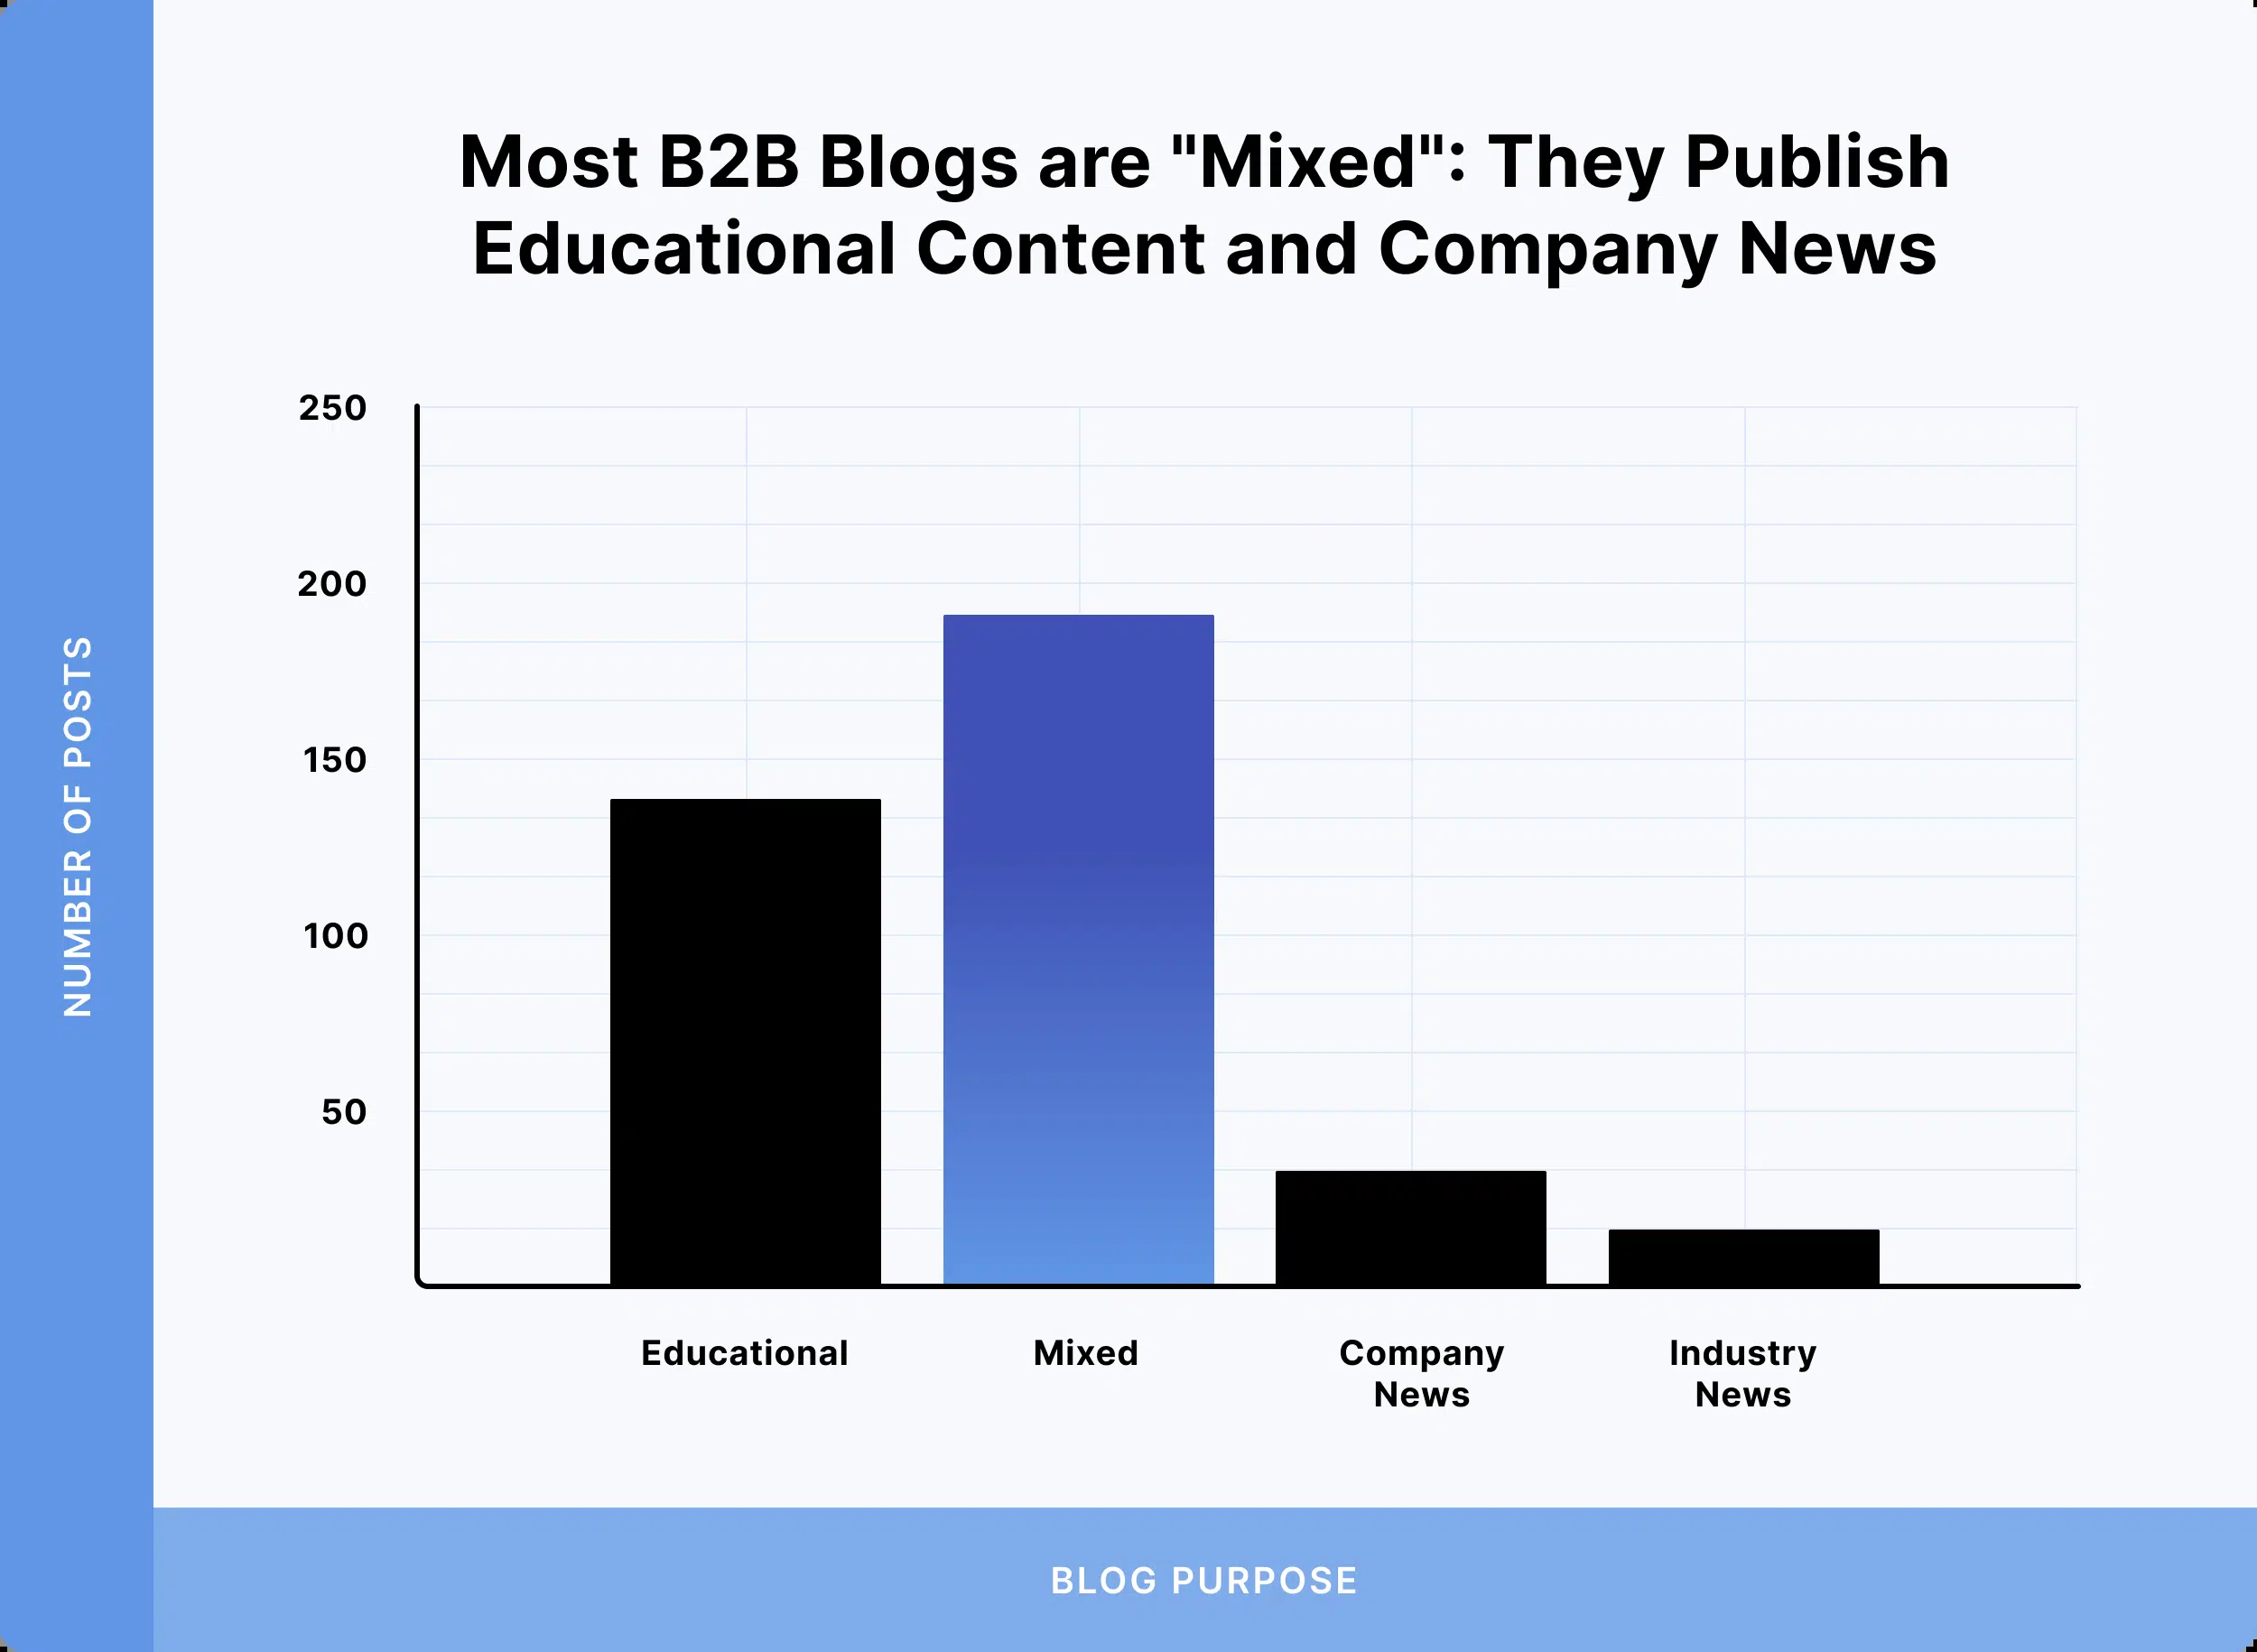 Most B2B Blogs are "Mixed": They Publish
Educational Content and Company News
250
200
150
100
50
NUMBER OF POSTS
Educational
Mixed
Company
News
Industry
News
BLOG PURPOSE